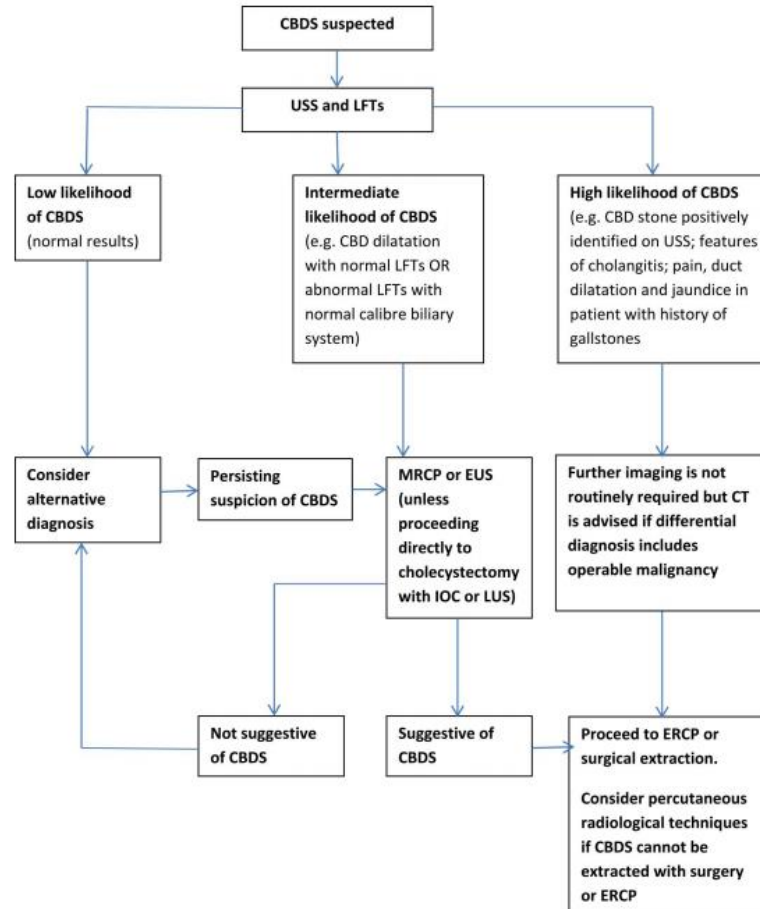 CBDS suspected
USS and LFTs
Low likelihood
of CBDS
(normal results)
Intermediate
likelihood of CBDS
(e.g. CBD dilatation
with normal LFTs OR
abnormal LFTs with
normal calibre biliary
system)
High likelihood of CBDS
(e.g. CBD stone positively
identified on USS; features
of cholangitis; pain, duct
dilatation and jaundice in
patient with history of
gallstones
Consider
alternative
diagnosis
Persisting
suspicion of CBDS
MRCP or EUS
(unless
proceeding
directly to
cholecystectomy
with IOC or LUS)
Further imaging is not
routinely required but CT
is advised if differential
diagnosis includes
operable malignancy
Not suggestive
of CBDS
Suggestive of
CBDS
Proceed to ERCP or
surgical extraction.
Consider percutaneous
radiological techniques
if CBDS cannot be
extracted with surgery
or ERCP